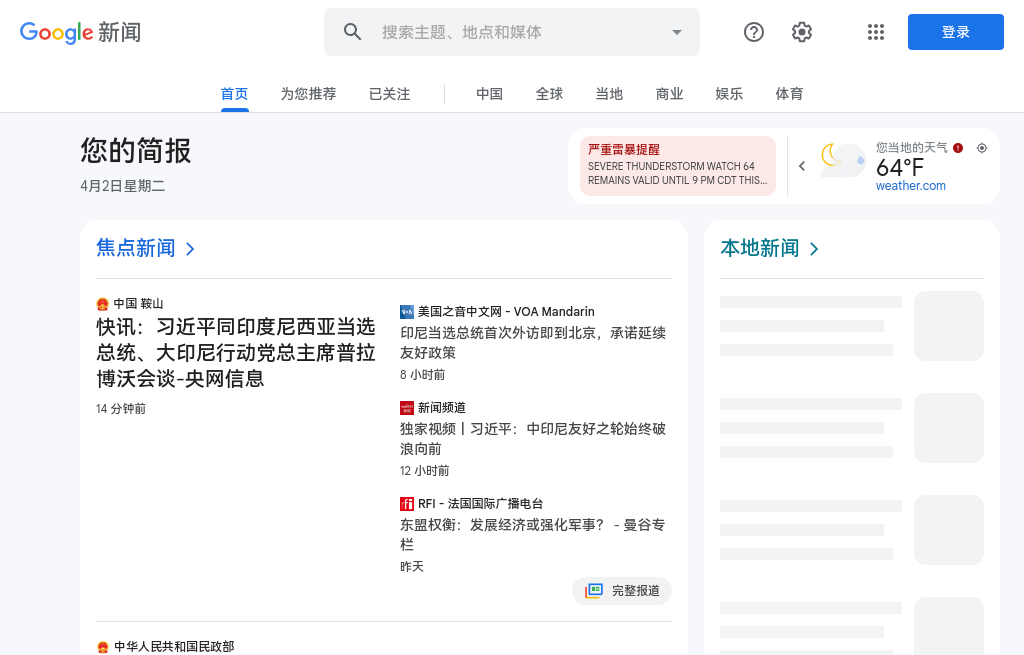 Google 新闻
搜索主题、地点和媒体
登录
首页
为您推荐
已关注
中国
全球
当地
商业
娱乐
体育
您的简报
4月2日星期二
严重雷暴提醒
SEVERE THUNDERSTORM WATCH 64
REMAINS VALID UNTIL 9 PM CDT THIS...
您当地的天气
64°F
weather.com
焦点新闻
中国 鞍山
快讯：习近平同印度尼西亚当选
总统、大印尼行动党总主席普拉
博沃会谈-央网信息
14 分钟前
美国之音中文网 - VOA Mandarin
印尼当选总统首次外访即到北京，承诺延续
友好政策
8 小时前
新闻频道
独家视频丨习近平：中印尼友好之轮始终破
浪向前
12 小时前
RFI - 法国国际广播电台
东盟权衡：发展经济或强化军事？ - 曼谷专
栏
昨天
完整报道
中华人民共和国民政部
本地新闻